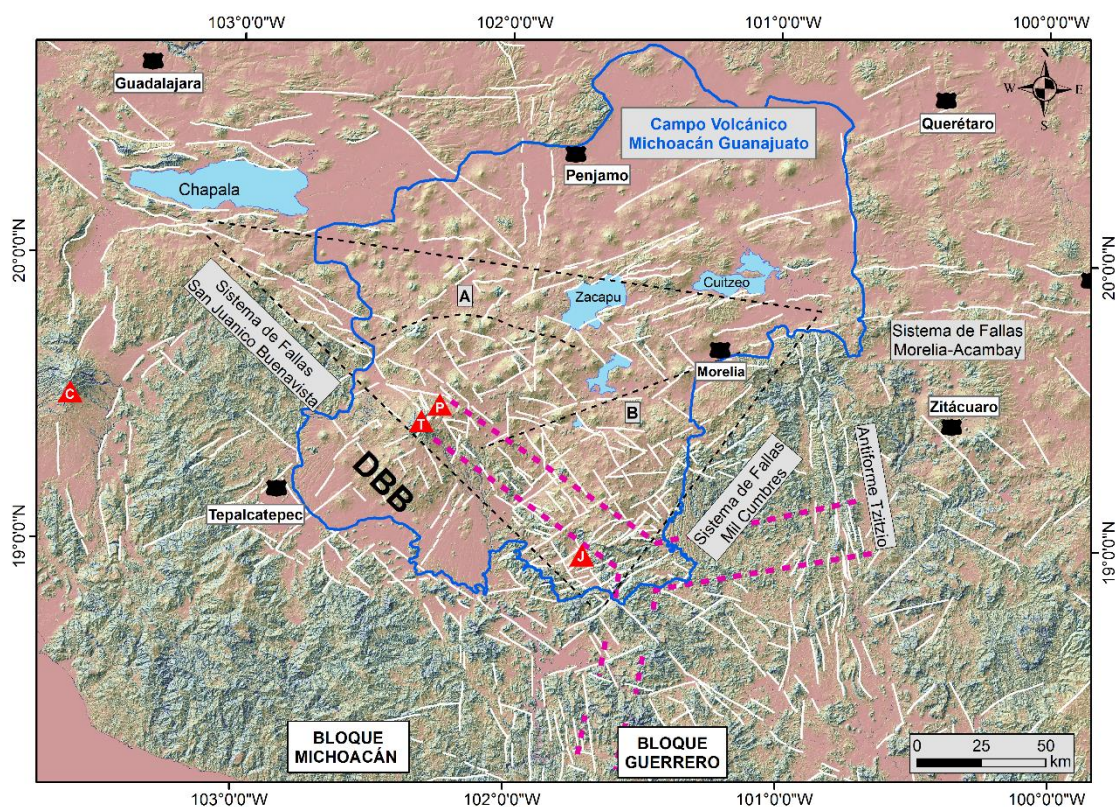 103°0'0"W
102°0'0"W
101°0'0"W
100°0'0"W
Guadalajara
N
W
E
S
Campo Volcánico
Michoacán Guanajuato
Querétaro
Penjamo
Chapala
20°0'0"N
20°0'0"N
Cuitzeo
Zacapu
A
Sistema de Fallas
San Juanico Buenavista
Sistema de Fallas
Morelia-Acambay
Morelia
C
P
T
B
Zitácuaro
DBB
Sistema de Fallas
Mil Cumbres
Antiforme Tzitzio
Tepalcatepec
19°0'0"N
19°0'0"N
J
BLOQUE
MICHOACÁN
BLOQUE
GUERRERO
0 25 50
km
103°0'0"W
102°0'0"W
101°0'0"W
100°0'0"W